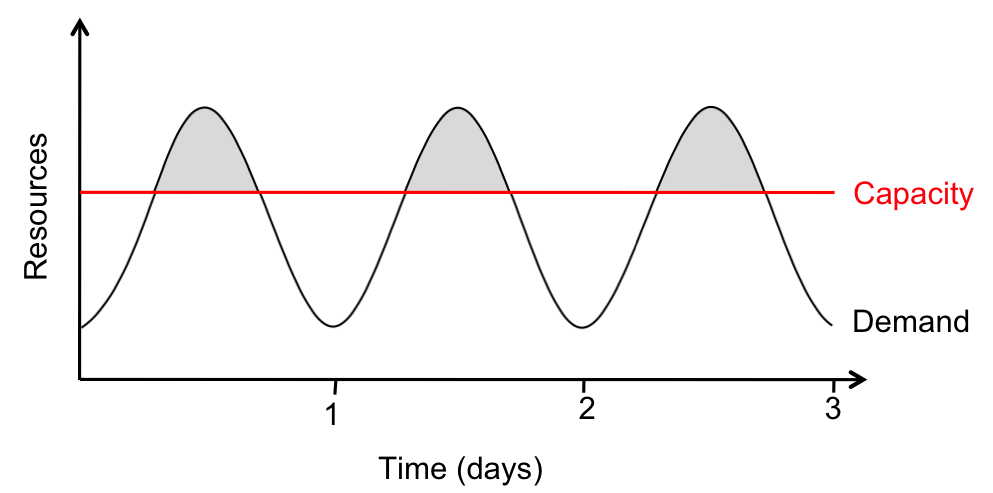 Resources
Capacity
Demand
1
2
3
Time (days)